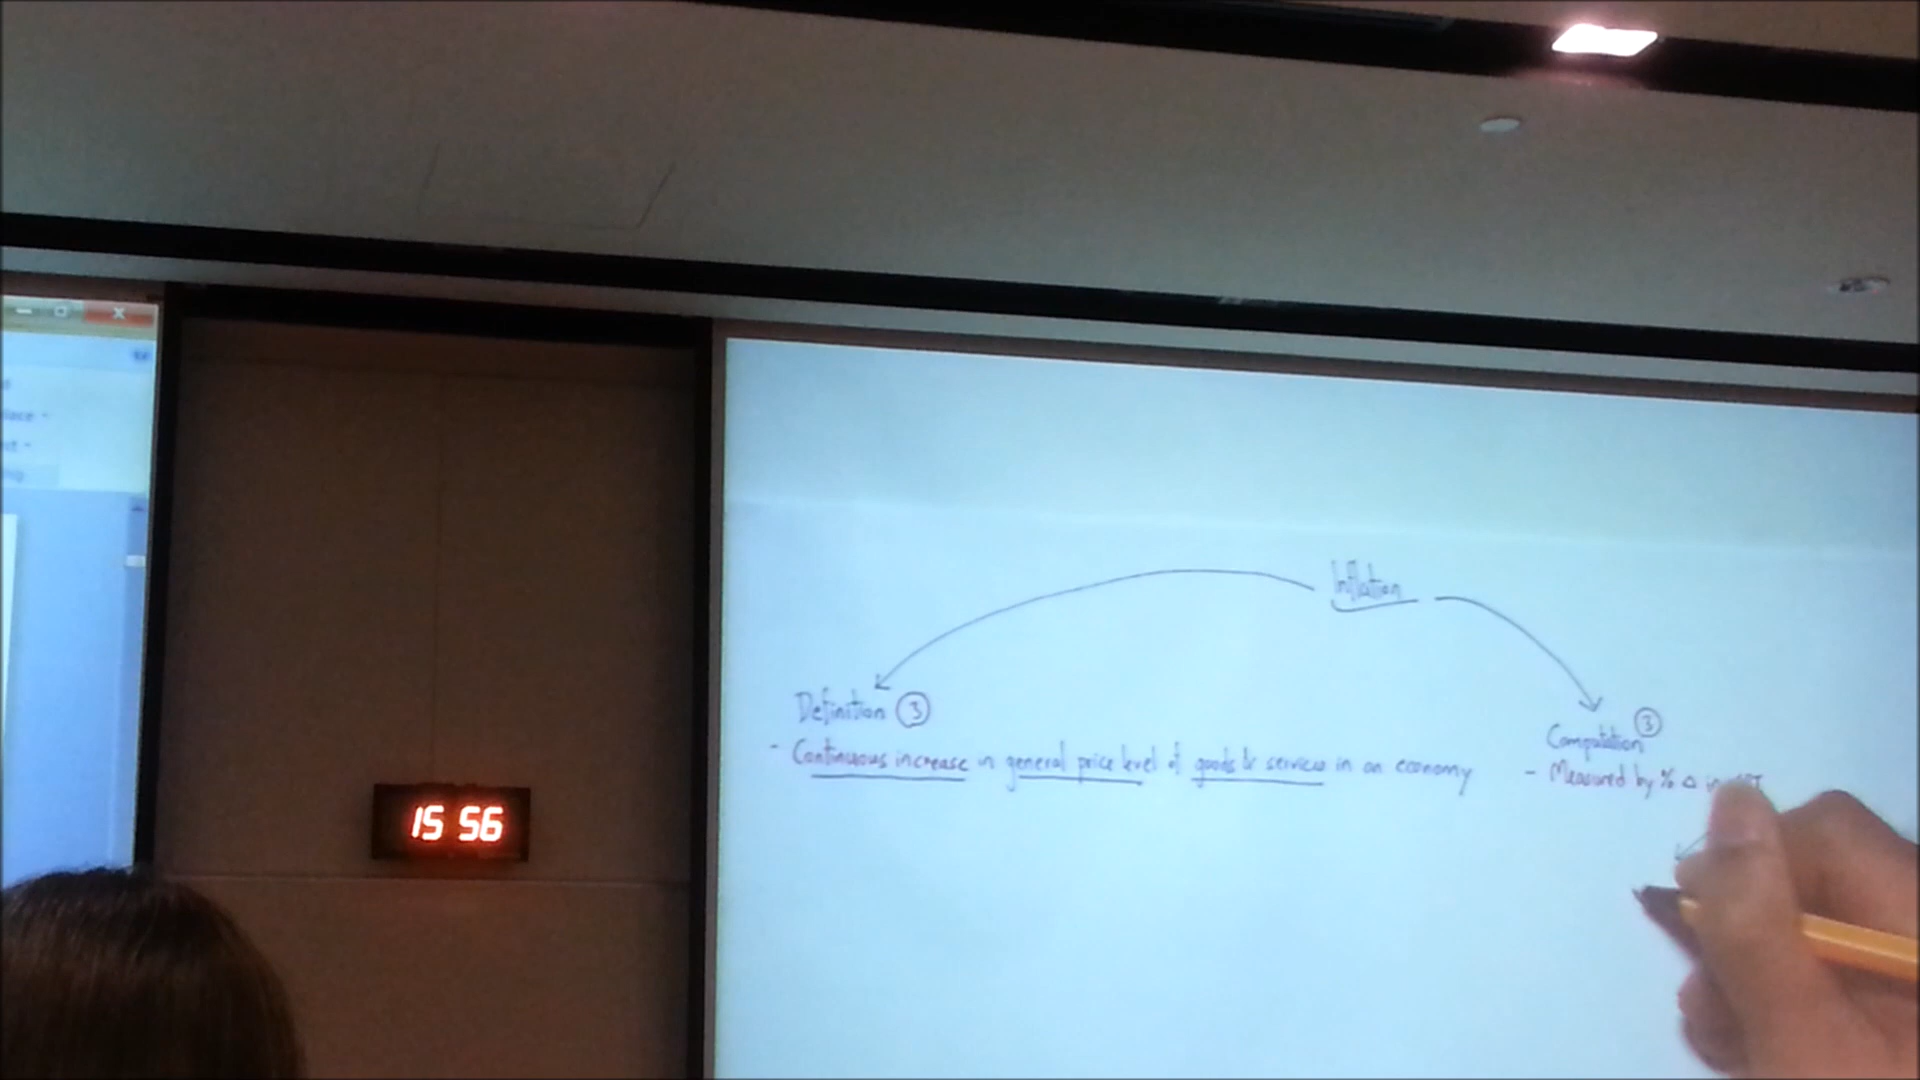 Inflation
Definition ③
- Continuous increase in general price level of goods & services in an economy
Computation ③
- Measured by % Δ in
15 56